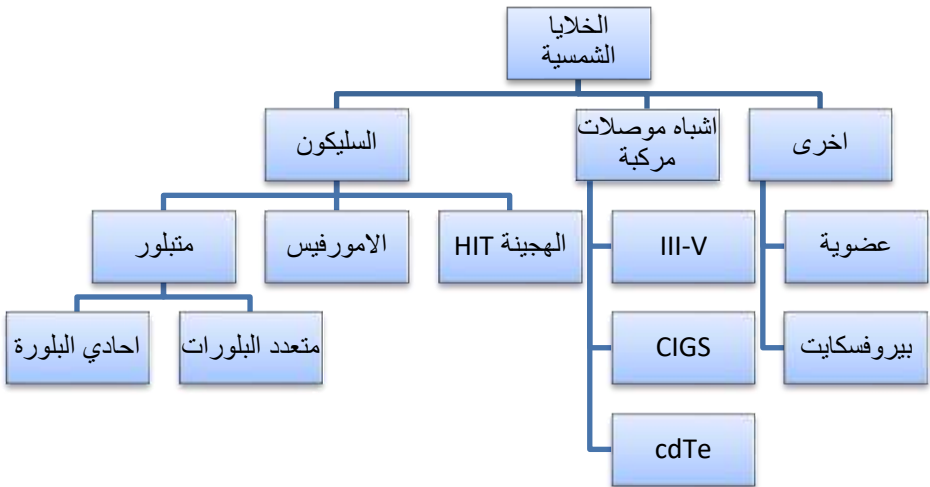 الخلايا
الشمسية
اخرى
اشباه موصلات
مركبة
السليكون
عضوية
III-V
الهجينة HIT
الامورفيس
متبلور
بيروفسكايت
CIGS
متعدد البلورات
احادي البلورة
cdTe